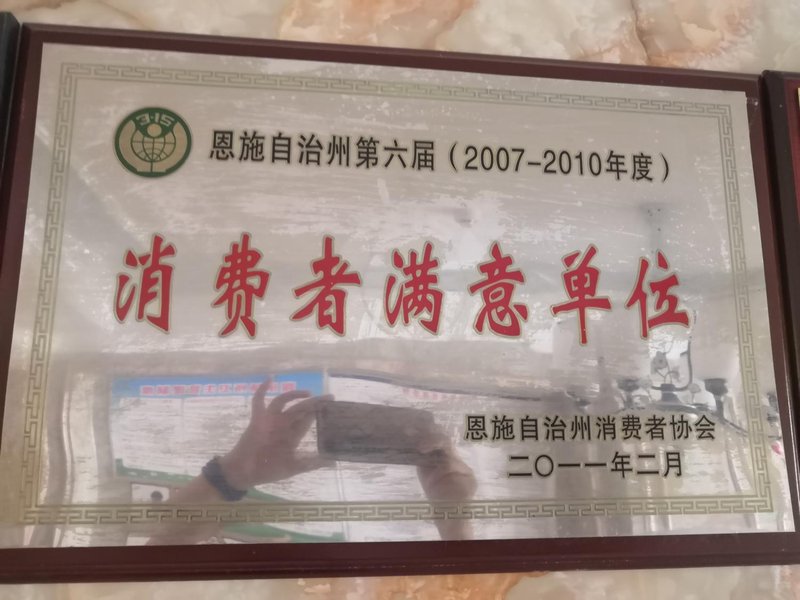 3·15
恩施自治州第六届（2007-2010年度）
消费者满意单位
恩施自治州消费者协会
二〇一一年二月